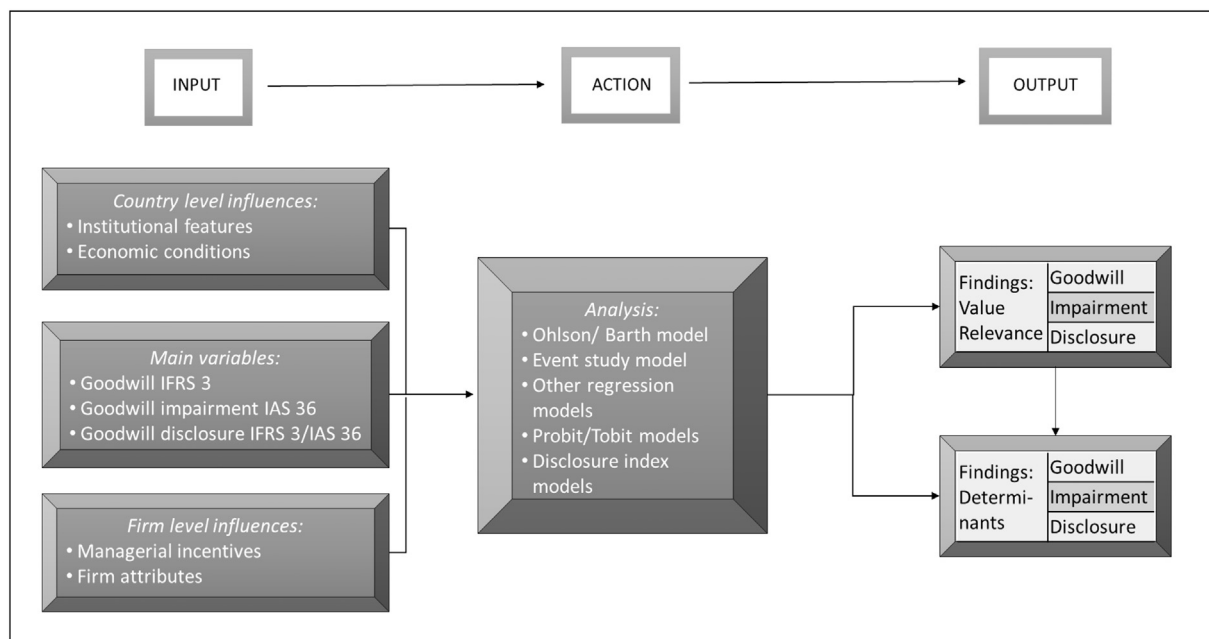 INPUT
ACTION
OUTPUT
Country level influences:
• Institutional features
• Economic conditions
Main variables:
• Goodwill IFRS 3
• Goodwill impairment IAS 36
• Goodwill disclosure IFRS 3/IAS 36
Firm level influences:
• Managerial incentives
• Firm attributes
Analysis:
• Ohlson/ Barth model
• Event study model
• Other regression
models
• Probit/Tobit models
• Disclosure index
models
Findings:
Value
Relevance
Goodwill
Impairment
Disclosure
Findings:
Determi-
nants
Goodwill
Impairment
Disclosure